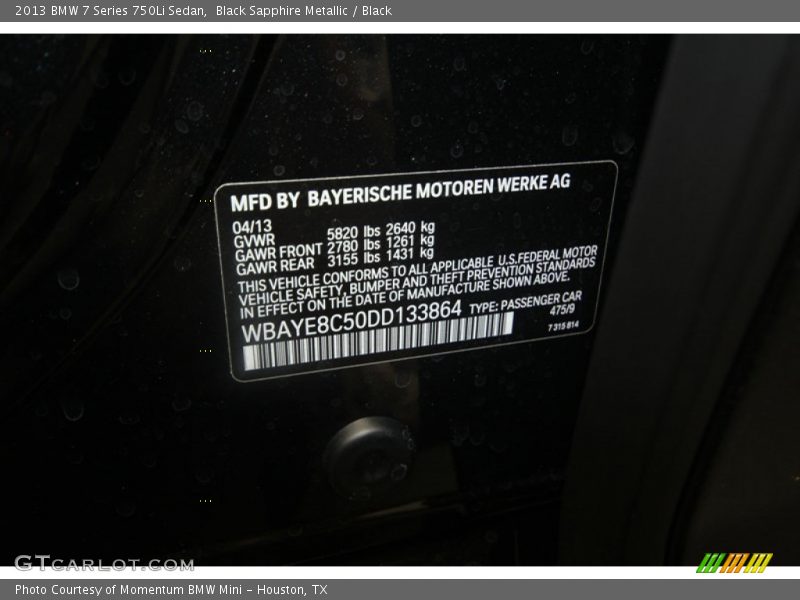 2013 BMW 7 Series 750Li Sedan, Black Sapphire Metallic / Black
MFD BY BAYERISCHE MOTOREN WERKE AG
04/13
GVWR 5820 lbs 2640 kg
GAWR FRONT 2780 lbs 1261 kg
GAWR REAR 3155 lbs 1431 kg
THIS VEHICLE CONFORMS TO ALL APPLICABLE U.S.FEDERAL MOTOR
VEHICLE SAFETY, BUMPER AND THEFT PREVENTION STANDARDS
IN EFFECT ON THE DATE OF MANUFACTURE SHOWN ABOVE.
WBAYE8C50DD133864 TYPE: PASSENGER CAR
475/9
7 315 814
GTCARLOT.COM
Photo Courtesy of Momentum BMW Mini - Houston, TX